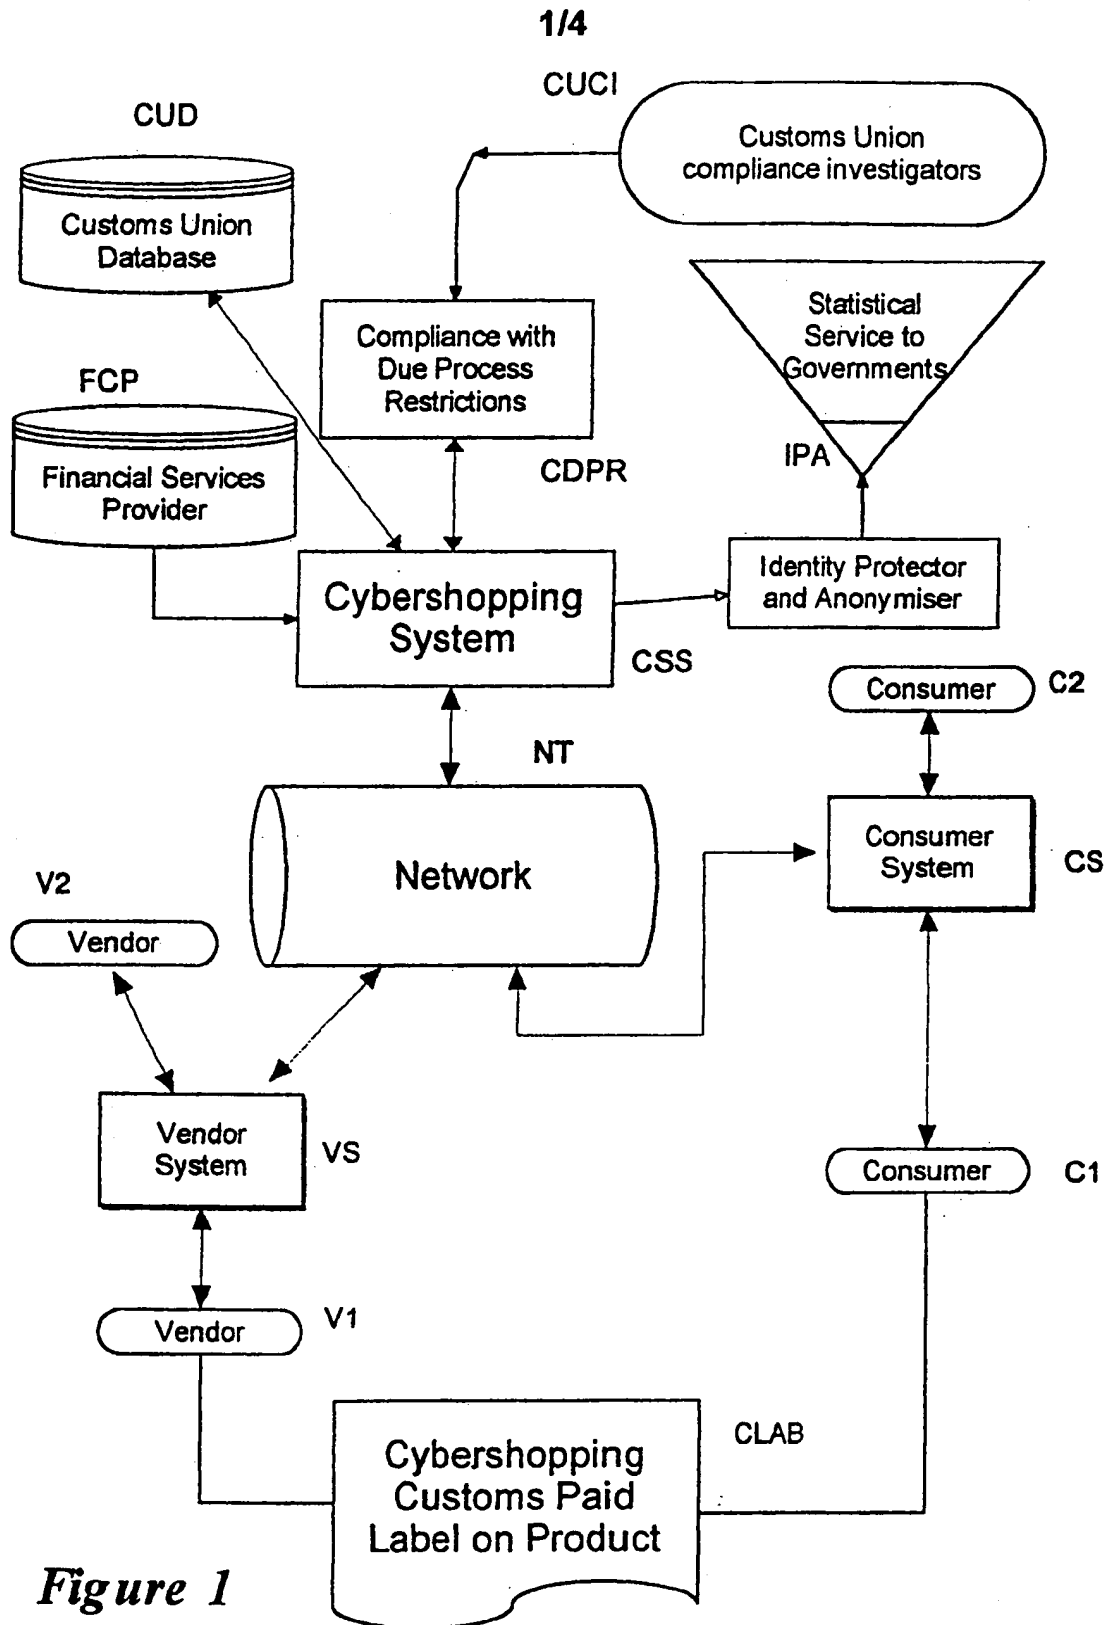 1/4
CUCI
CUD
Customs Union
compliance investigators
Customs Union
Database
Statistical
Service to
Governments
Compliance with
Due Process
Restrictions
FCP
IPA
CDPR
Financial Services
Provider
Identity Protector
and Anonymiser
Cybershopping
System
CSS
Consumer
C2
NT
Consumer
System
CS
Network
V2
Vendor
Vendor
System
VS
Consumer
C1
V1
Vendor
CLAB
Cybershopping
Customs Paid
Label on Product
Figure 1